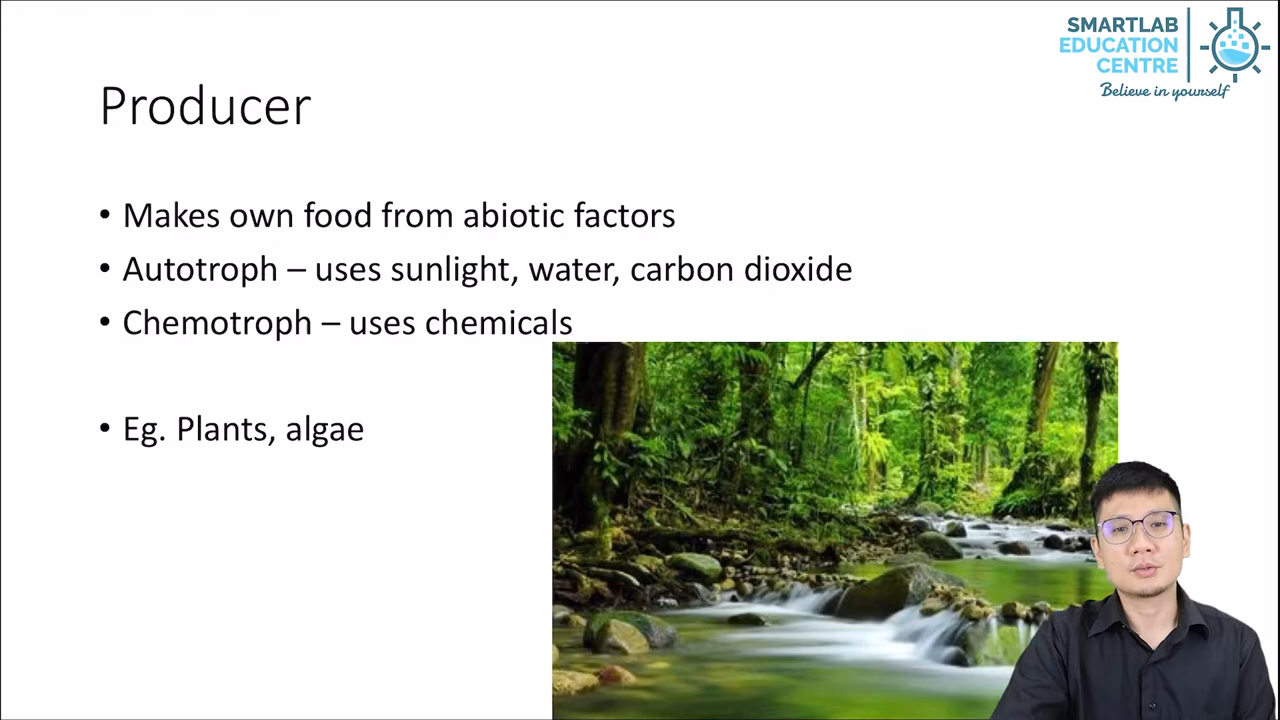 SMARTLAB
EDUCATION
CENTRE
Believe in yourself
Producer
• Makes own food from abiotic factors
• Autotroph – uses sunlight, water, carbon dioxide
• Chemotroph – uses chemicals
• Eg. Plants, algae